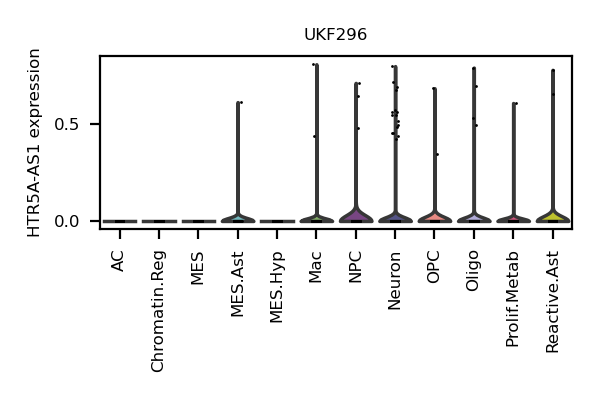 UKF296
HTR5A-AS1 expression
0.5
0.0
AC
Chromatin.Reg
MES
MES.Ast
MES.Hyp
Mac
NPC
Neuron
OPC
Oligo
Prolif.Metab
Reactive.Ast